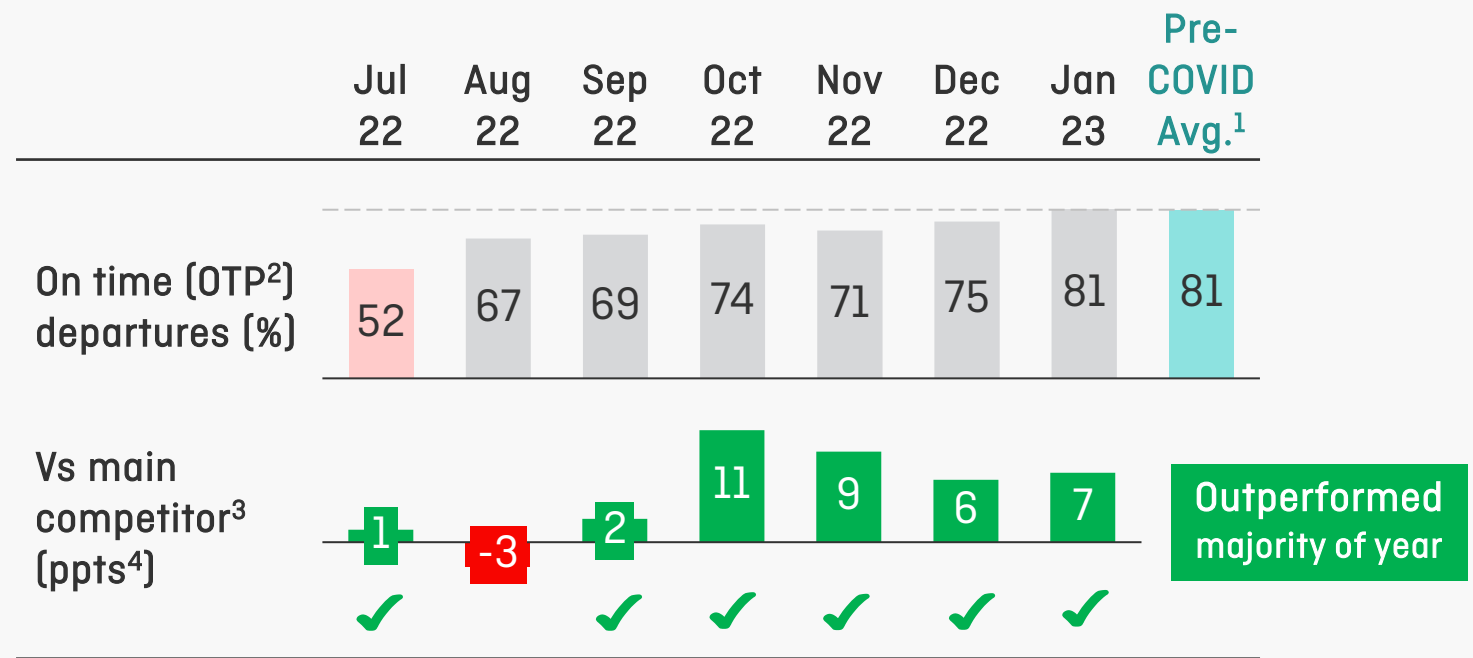 Jul 22
Aug 22
Sep 22
Oct 22
Nov 22
Dec 22
Jan 23
Pre-
COVID
Avg.¹
On time (OTP²)
departures (%)
52
67
69
74
71
75
81
81
Vs main
competitor³
(ppts⁴)
1
-3
2
11
9
6
7
Outperformed
majority of year